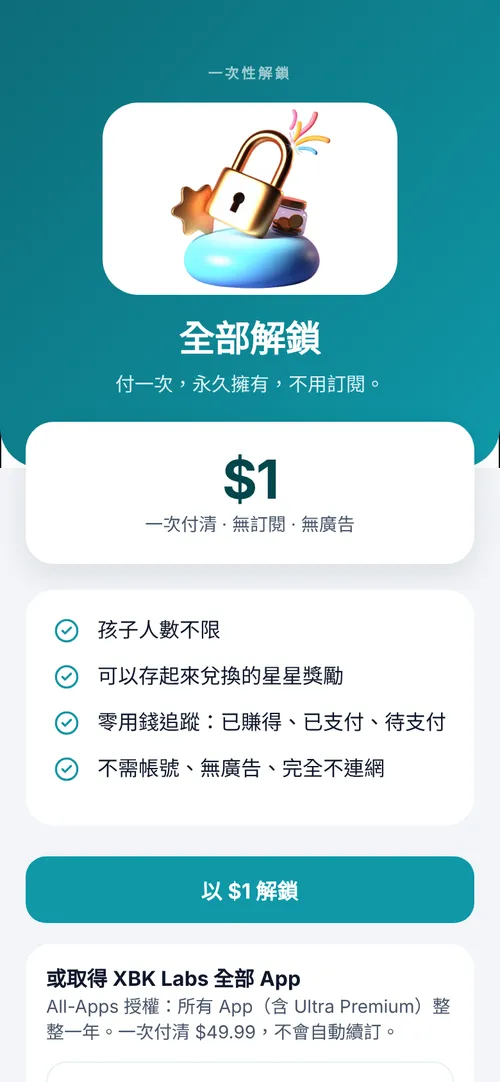 一次性解鎖
全部解鎖
付一次，永久擁有，不用訂閱。
$1
一次付清 · 無訂閱 · 無廣告
孩子人數不限
可以存起來兌換的星星獎勵
零用錢追蹤：已賺得、已支付、待支付
不需帳號、無廣告、完全不連網
以 $1 解鎖
或取得 XBK Labs 全部 App
All-Apps 授權：所有 App（含 Ultra Premium）整
整一年。一次付清 $49.99，不會自動續訂。